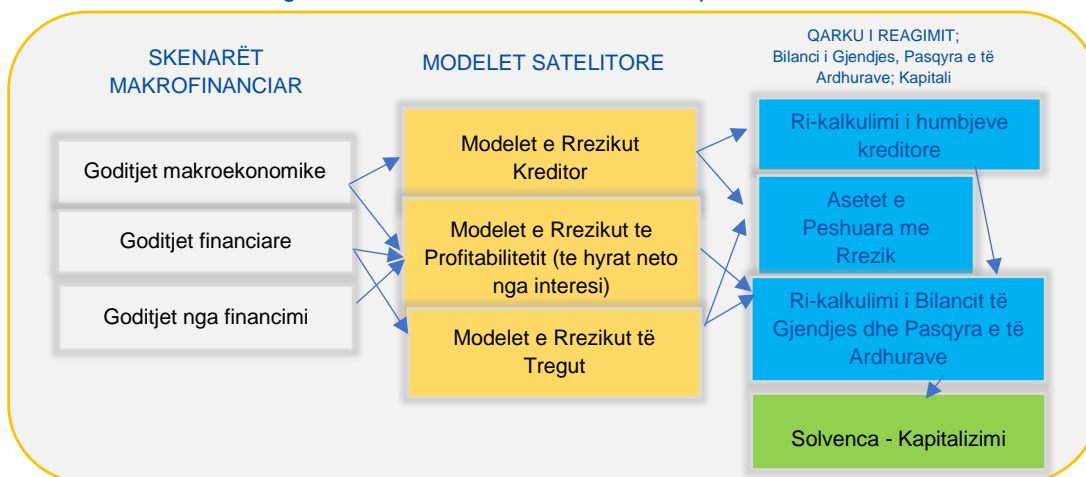 SKENARËT
MAKROFINANCIAR
Goditjet makroekonomike
Goditjet financiare
Goditjet nga financimi
MODELET SATELITORE
Modelet e Rrezikut
Kreditor
Modelet e Rrezikut te
Profitabilitetit (te hyrat neto
nga interesi)
Modelet e Rrezikut të
Tregut
QARKU I REAGIMIT;
Bilanci i Gjendjes, Pasqyra e të
Ardhurave; Kapitali
Ri-kalkulimi i humbjeve
kreditore
Asetet e
Peshuara me
Rrezik
Ri-kalkulimi i Bilancit të
Gjendjes dhe Pasqyra e të
Ardhurave
Solvenca - Kapitalizimi